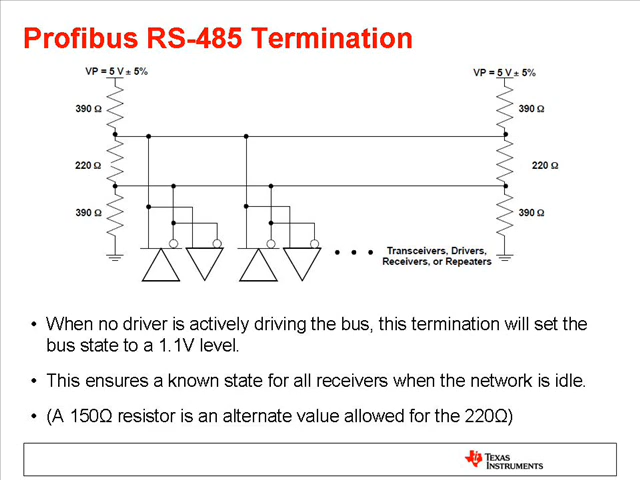 Profibus RS-485 Termination
VP = 5 V ± 5%
VP = 5 V ± 5%
390 Ω
390 Ω
220 Ω
220 Ω
390 Ω
390 Ω
• • • Transceivers, Drivers,
Receivers, or Repeaters
• When no driver is actively driving the bus, this termination will set the
bus state to a 1.1V level.
• This ensures a known state for all receivers when the network is idle.
• (A 150Ω resistor is an alternate value allowed for the 220Ω)
TEXAS
INSTRUMENTS